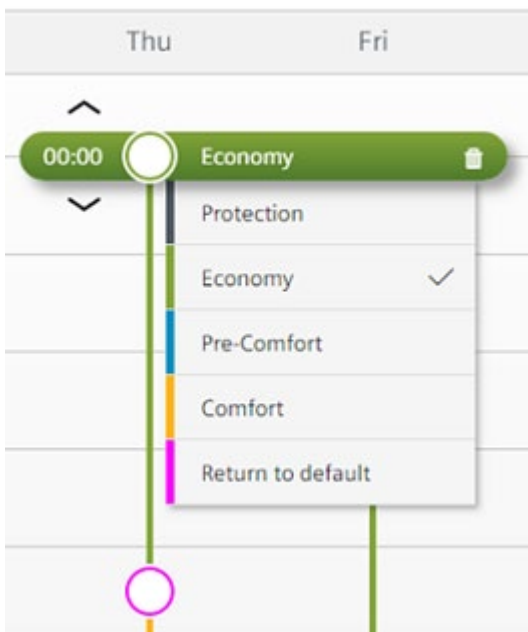 Thu Fri
00:00 Economy
Protection
Economy
Pre-Comfort
Comfort
Return to default